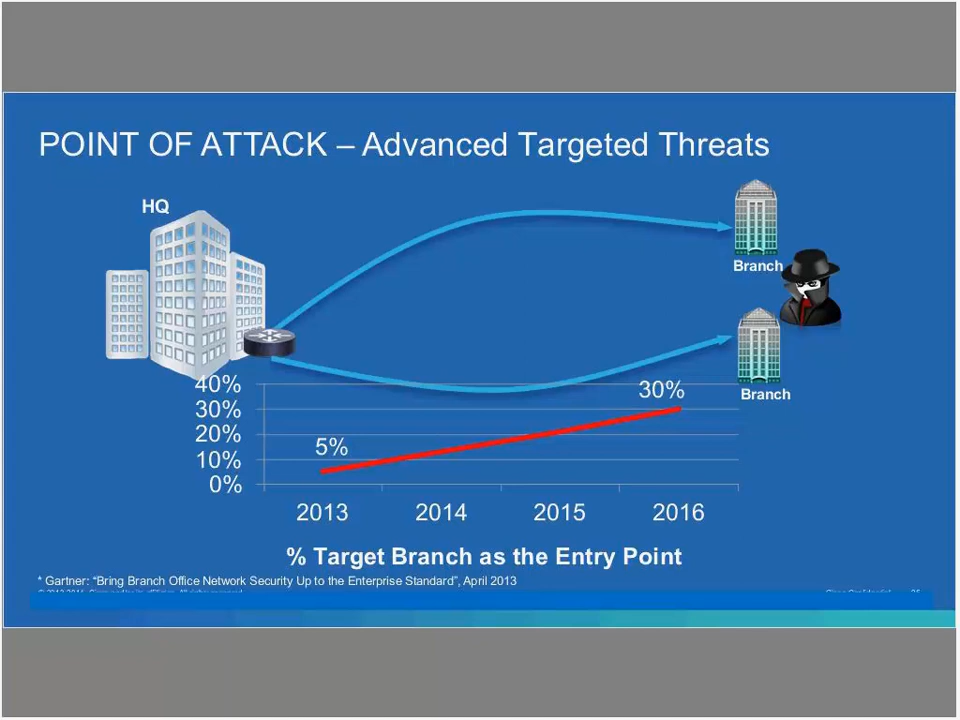 POINT OF ATTACK – Advanced Targeted Threats
HQ
Branch
Branch
40%
30%
20%
10%
0%
5%
30%
2013 2014 2015 2016
% Target Branch as the Entry Point
* Gartner: “Bring Branch Office Network Security Up to the Enterprise Standard”, April 2013